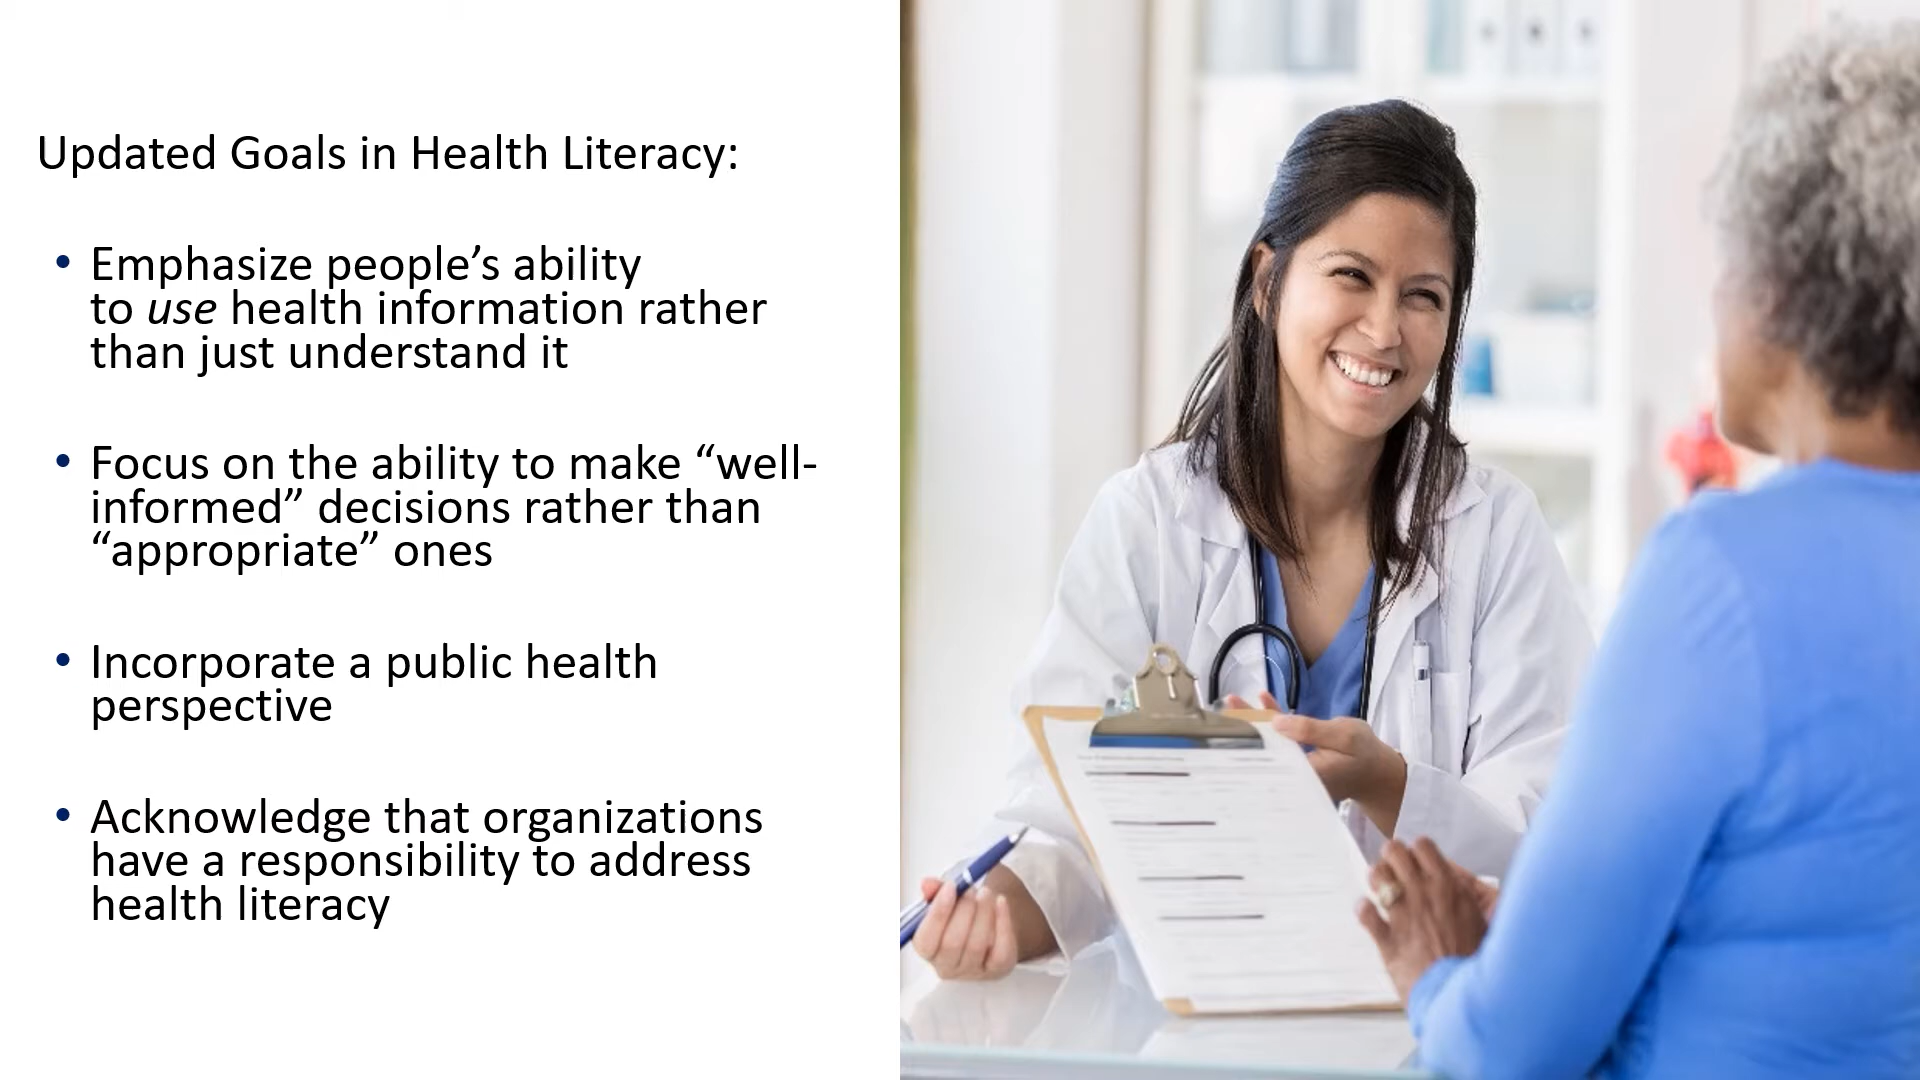 Updated Goals in Health Literacy:
• Emphasize people’s ability
to use health information rather
than just understand it
• Focus on the ability to make “well-
informed” decisions rather than
“appropriate” ones
• Incorporate a public health
perspective
• Acknowledge that organizations
have a responsibility to address
health literacy